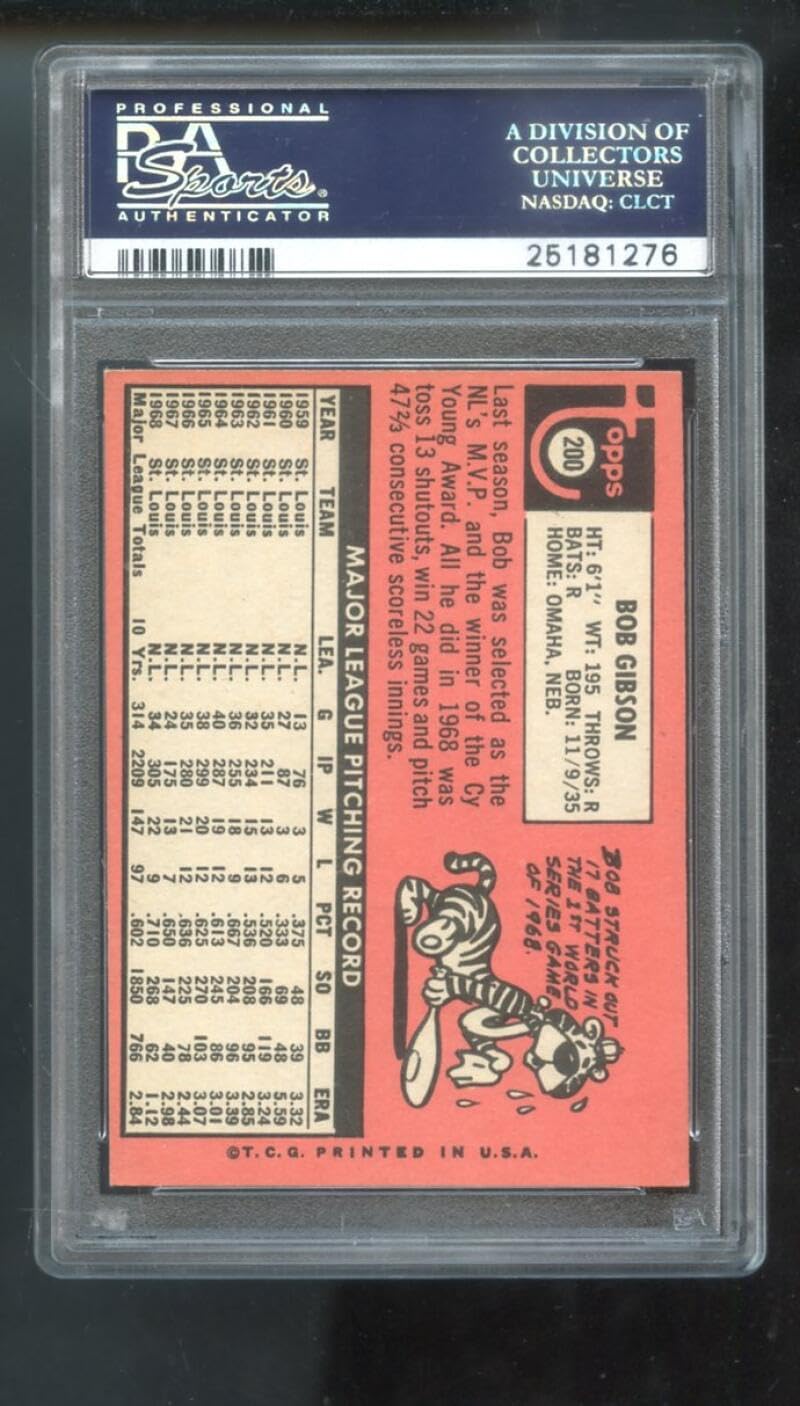 PROFESSIONAL
PSA
Sports®
AUTHENTICATOR
A DIVISION OF
COLLECTORS
UNIVERSE
NASDAQ: CLCT
25181276
Topps
200
BOB GIBSON
HT: 6'1" WT: 195 THROWS: R
BATS: R BORN: 11/9/35
HOME: OMAHA, NEB.
BOB STRUCK OUT
17 BATTERS IN
THE 1ST WORLD
SERIES GAME
OF 1968.
Last season, Bob was selected as the
NL's M.V.P. and the winner of the Cy
Young Award. All he did in 1968 was
toss 13 shutouts, win 22 games and pitch
47⅔ consecutive scoreless innings.
MAJOR LEAGUE PITCHING RECORD
YEAR TEAM LEA. G IP W L PCT SO BB ERA
1959 St. Louis N.L. 13 76 3 5 .375 48 39 3.32
1960 St. Louis N.L. 27 87 3 6 .333 69 48 5.59
1961 St. Louis N.L. 35 211 13 12 .520 166 119 3.24
1962 St. Louis N.L. 32 234 15 13 .536 208 95 2.85
1963 St. Louis N.L. 36 255 18 9 .667 204 96 3.39
1964 St. Louis N.L. 40 287 19 12 .613 245 86 3.01
1965 St. Louis N.L. 38 299 20 12 .625 270 103 3.07
1966 St. Louis N.L. 35 280 21 12 .636 225 78 2.44
1967 St. Louis N.L. 24 175 13 7 .650 147 40 2.98
1968 St. Louis N.L. 34 305 22 9 .710 268 62 1.12
Major League Totals 10 Yrs. 314 2209 147 97 .602 1850 766 2.84
©T.C.G. PRINTED IN U.S.A.